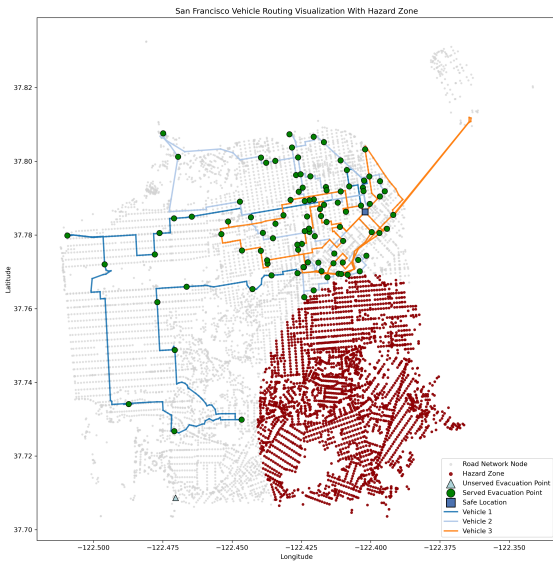 San Francisco Vehicle Routing Visualization With Hazard Zone
37.82
37.80
37.78
37.76
37.74
37.72
37.70
Latitude
−122.500
−122.475
−122.450
−122.425
−122.400
−122.375
−122.350
Longitude
Road Network Node
Hazard Zone
Unserved Evacuation Point
Served Evacuation Point
Safe Location
Vehicle 1
Vehicle 2
Vehicle 3